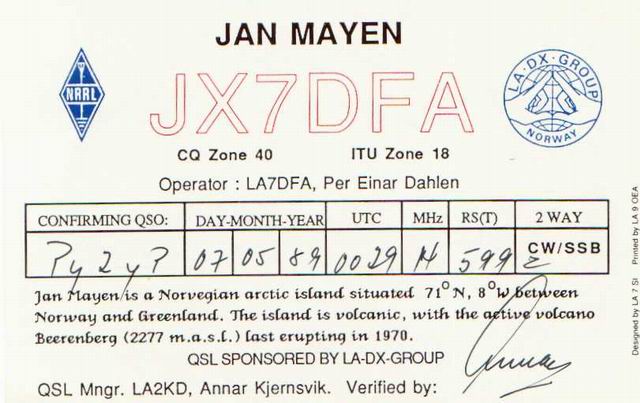 JAN MAYEN
NRRL
JX7DFA
LA·DX·GROUP
NORWAY
CQ Zone 40 ITU Zone 18
Operator : LA7DFA, Per Einar Dahlen
CONFIRMING QSO: DAY-MONTH-YEAR UTC MHz RS(T) 2 WAY
PY2YP 07 05 89 0029 14 599 CW/SSB
Jan Mayen is a Norwegian arctic island situated 71°N, 8°W between
Norway and Greenland. The island is volcanic, with the active volcano
Beerenberg (2277 m.a.s.l.) last erupting in 1970.
QSL SPONSORED BY LA-DX-GROUP
QSL Mngr. LA2KD, Annar Kjernsvik. Verified by:
Designed by LA 7 SI Printed by LA 9 OEA